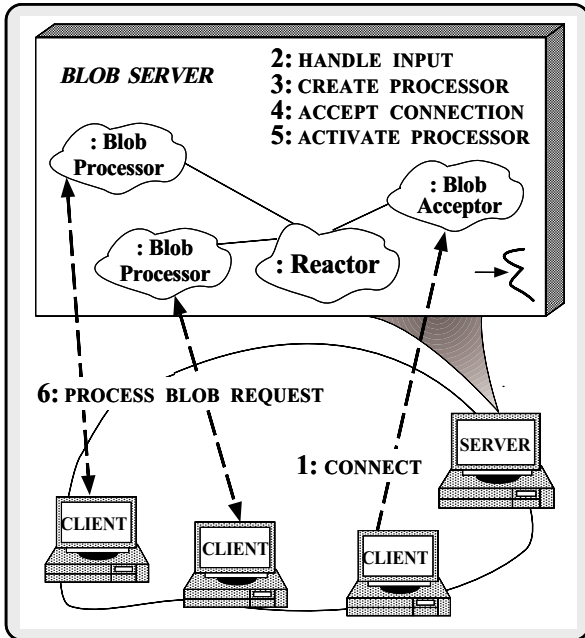 BLOB SERVER
2: HANDLE INPUT
3: CREATE PROCESSOR
4: ACCEPT CONNECTION
5: ACTIVATE PROCESSOR
: Blob
Processor
: Blob
Acceptor
: Blob
Processor
: Reactor
6: PROCESS BLOB REQUEST
1: CONNECT
SERVER
CLIENT
CLIENT
CLIENT